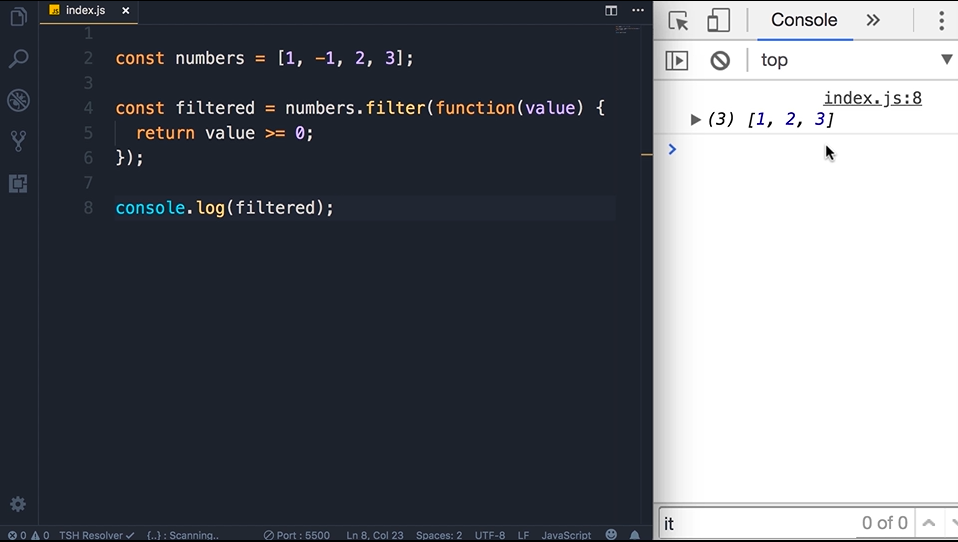 index.js ×
1
2 const numbers = [1, -1, 2, 3];
3
4 const filtered = numbers.filter(function(value) {
5 return value >= 0;
6 });
7
8 console.log(filtered);
0 0 TSH Resolver {..} : Scanning.. Port : 5500 Ln 8, Col 23 Spaces: 2 UTF-8 LF JavaScript
Console »
top
index.js:8
(3) [1, 2, 3]
it 0 of 0